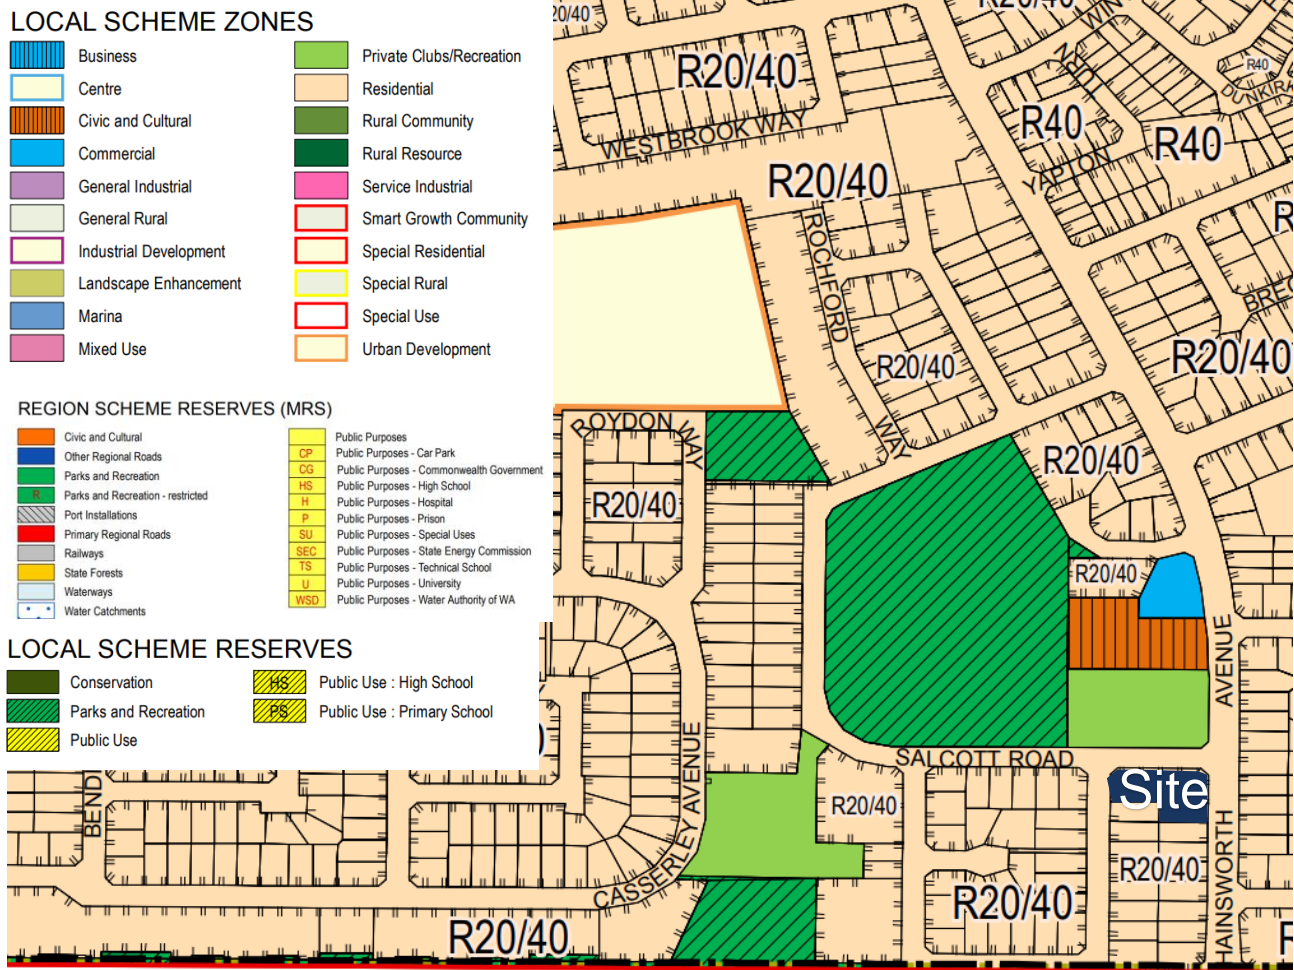 LOCAL SCHEME ZONES
Business
Centre
Civic and Cultural
Commercial
General Industrial
General Rural
Industrial Development
Landscape Enhancement
Marina
Mixed Use
Private Clubs/Recreation
Residential
Rural Community
Rural Resource
Service Industrial
Smart Growth Community
Special Residential
Special Rural
Special Use
Urban Development
REGION SCHEME RESERVES (MRS)
Civic and Cultural
Other Regional Roads
Parks and Recreation
R Parks and Recreation - restricted
Port Installations
Primary Regional Roads
Railways
State Forests
Waterways
Water Catchments
Public Purposes
CP Public Purposes - Car Park
CG Public Purposes - Commonwealth Government
HS Public Purposes - High School
H Public Purposes - Hospital
P Public Purposes - Prison
SU Public Purposes - Special Uses
SEC Public Purposes - State Energy Commission
TS Public Purposes - Technical School
U Public Purposes - University
WSD Public Purposes - Water Authority of WA
LOCAL SCHEME RESERVES
Conservation
Parks and Recreation
Public Use
HS Public Use : High School
PS Public Use : Primary School
20/40
R20/40
R20/40
WESTBROOK WAY
R20/40
TURN
R40
YAPTON
R40
R40
DUNKIRK
ROCHFORD
WAY
R20/40
R20/40
ROYDON
WAY
R20/40
R20/40
R20/40
AVENUE
SALCOTT ROAD
Site
R20/40
R20/40
HAINSWORTH
R20/40
CASSERLEY AVENUE
BEND
R20/40